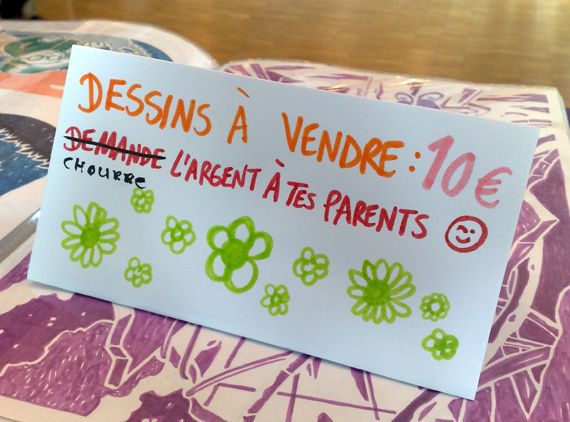 DESSINS À VENDRE : 10€
DEMANDE L'ARGENT À TES PARENTS
CHOURRE